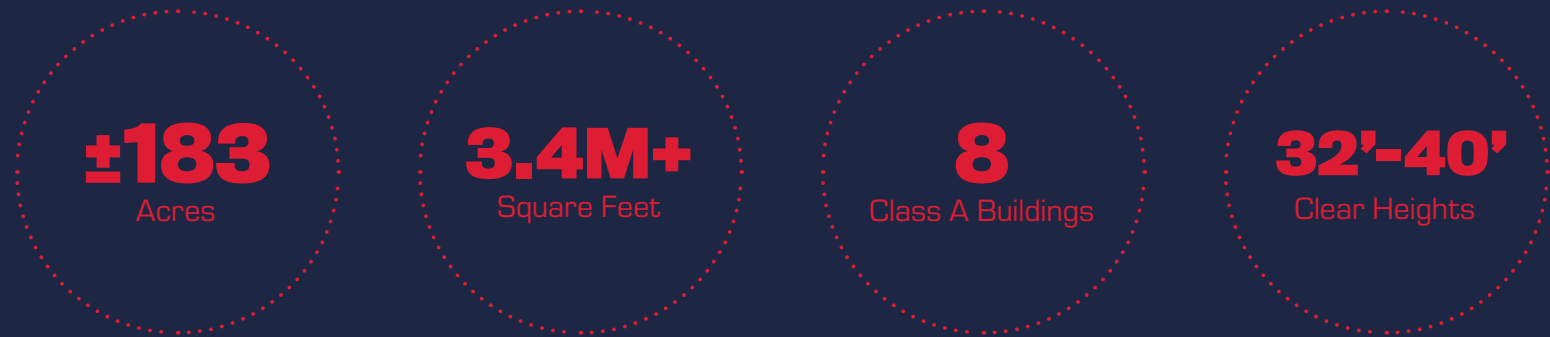 ±183
Acres
3.4M+
Square Feet
8
Class A Buildings
32’-40’
Clear Heights